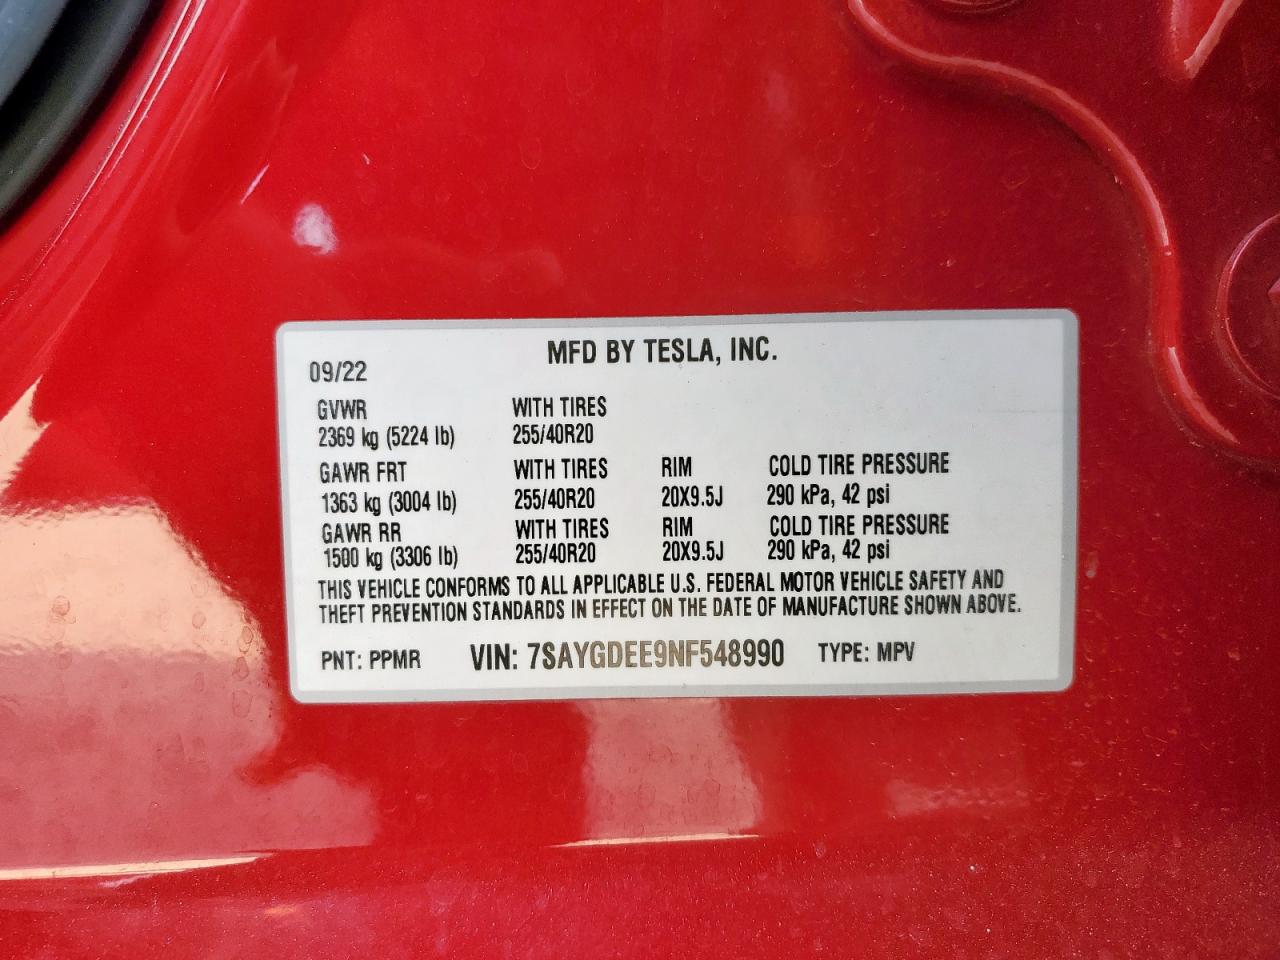 MFD BY TESLA, INC.
09/22
GVWR WITH TIRES
2369 kg (5224 lb) 255/40R20
GAWR FRT WITH TIRES RIM COLD TIRE PRESSURE
1363 kg (3004 lb) 255/40R20 20X9.5J 290 kPa, 42 psi
GAWR RR WITH TIRES RIM COLD TIRE PRESSURE
1500 kg (3306 lb) 255/40R20 20X9.5J 290 kPa, 42 psi
THIS VEHICLE CONFORMS TO ALL APPLICABLE U.S. FEDERAL MOTOR VEHICLE SAFETY AND
THEFT PREVENTION STANDARDS IN EFFECT ON THE DATE OF MANUFACTURE SHOWN ABOVE.
PNT: PPMR VIN: 7SAYGDEE9NF548990 TYPE: MPV